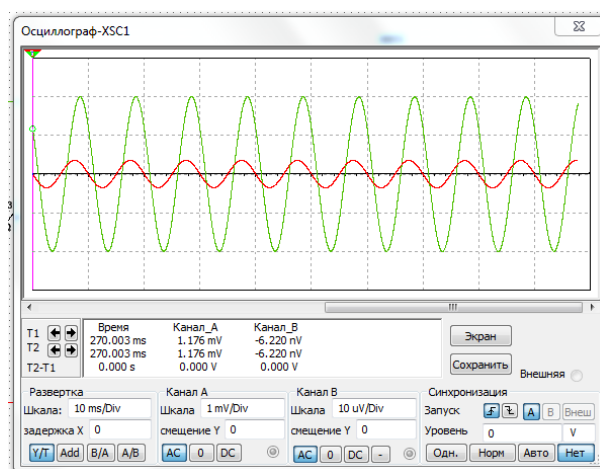 Осциллограф-XSC1
T1
T2
T2-T1
Время Канал_A Канал_B
270.003 ms 1.176 mV -6.220 nV
270.003 ms 1.176 mV -6.220 nV
0.000 s 0.000 V 0.000 V
Экран
Сохранить
Внешняя
Развертка
Шкала: 10 ms/Div
задержка X 0
Y/T Add B/A A/B
Канал A
Шкала 1 mV/Div
смещение Y 0
AC 0 DC
Канал B
Шкала 10 uV/Div
смещение Y 0
AC 0 DC -
Синхронизация
Запуск A B Внеш
Уровень 0 V
Одн. Норм Авто Нет